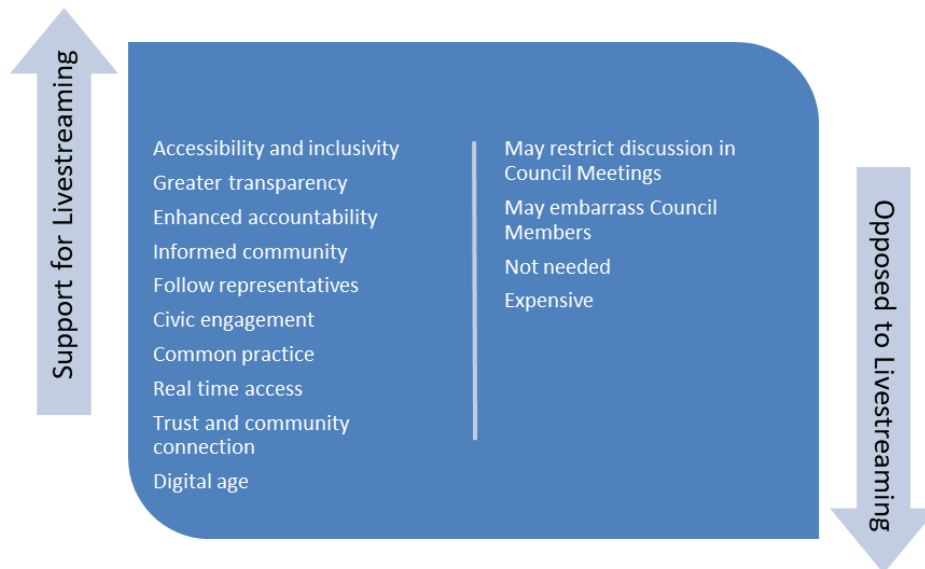 Support for Livestreaming
Accessibility and inclusivity
Greater transparency
Enhanced accountability
Informed community
Follow representatives
Civic engagement
Common practice
Real time access
Trust and community
connection
Digital age
May restrict discussion in
Council Meetings
May embarrass Council
Members
Not needed
Expensive
Opposed to Livestreaming